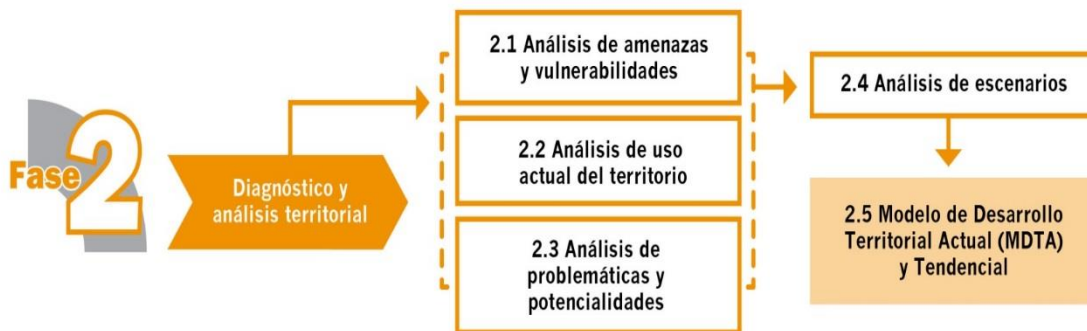 Fase 2
Diagnóstico y
análisis territorial
2.1 Análisis de amenazas
y vulnerabilidades
2.2 Análisis de uso
actual del territorio
2.3 Análisis de
problemáticas y
potencialidades
2.4 Análisis de escenarios
2.5 Modelo de Desarrollo
Territorial Actual (MDTA)
y Tendencial